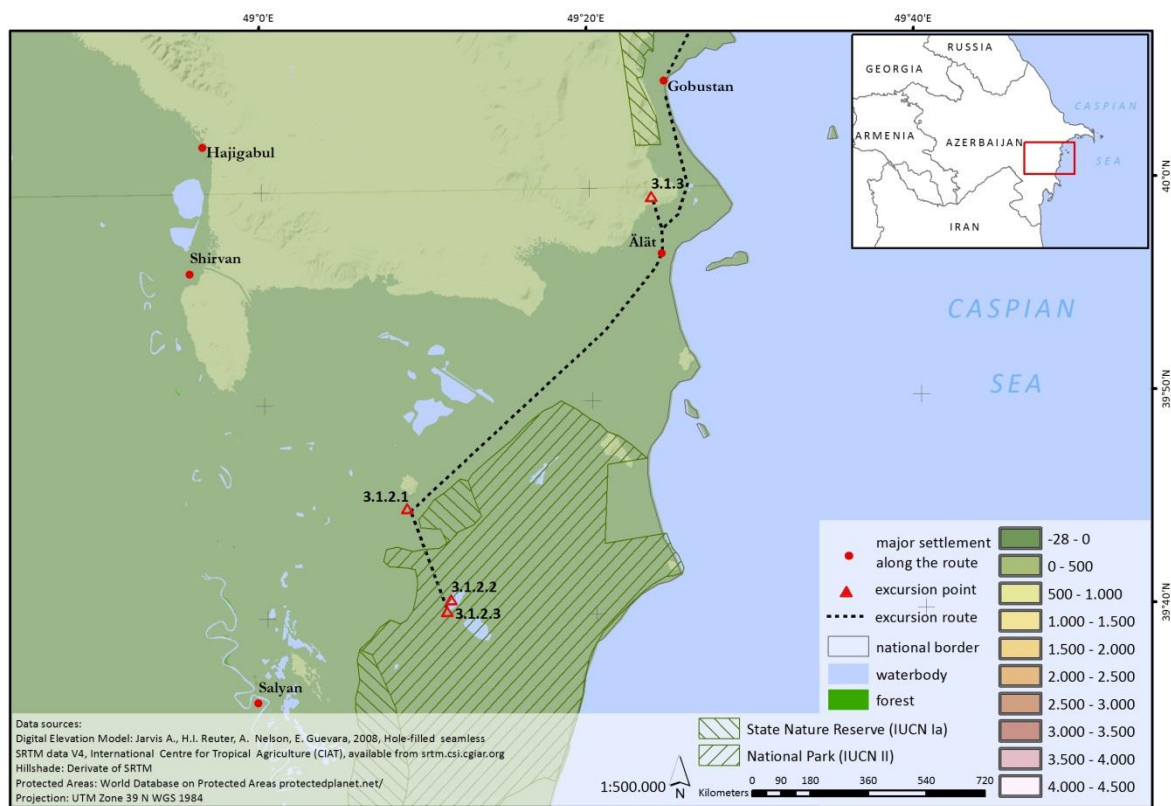 49°0'E 49°20'E 49°40'E
RUSSIA
GEORGIA
CASPIAN
ARMENIA
AZERBAIJAN
SEA
IRAN
Gobustan
Hajigabul
40°0'N
3.1.3
Älät
Shirvan
CASPIAN
SEA
39°50'N
3.1.2.1
3.1.2.2
3.1.2.3
39°40'N
Salyan
major settlement
along the route
excursion point
excursion route
national border
waterbody
forest
-28 - 0
0 - 500
500 - 1.000
1.000 - 1.500
1.500 - 2.000
2.000 - 2.500
2.500 - 3.000
3.000 - 3.500
3.500 - 4.000
4.000 - 4.500
State Nature Reserve (IUCN Ia)
National Park (IUCN II)
1:500.000
N
Kilometers
0 90 180 360 540 720
Data sources:
Digital Elevation Model: Jarvis A., H.I. Reuter, A. Nelson, E. Guevara, 2008, Hole-filled seamless
SRTM data V4, International Centre for Tropical Agriculture (CIAT), available from srtm.csi.cgiar.org
Hillshade: Derivate of SRTM
Protected Areas: World Database on Protected Areas protectedplanet.net/
Projection: UTM Zone 39 N WGS 1984